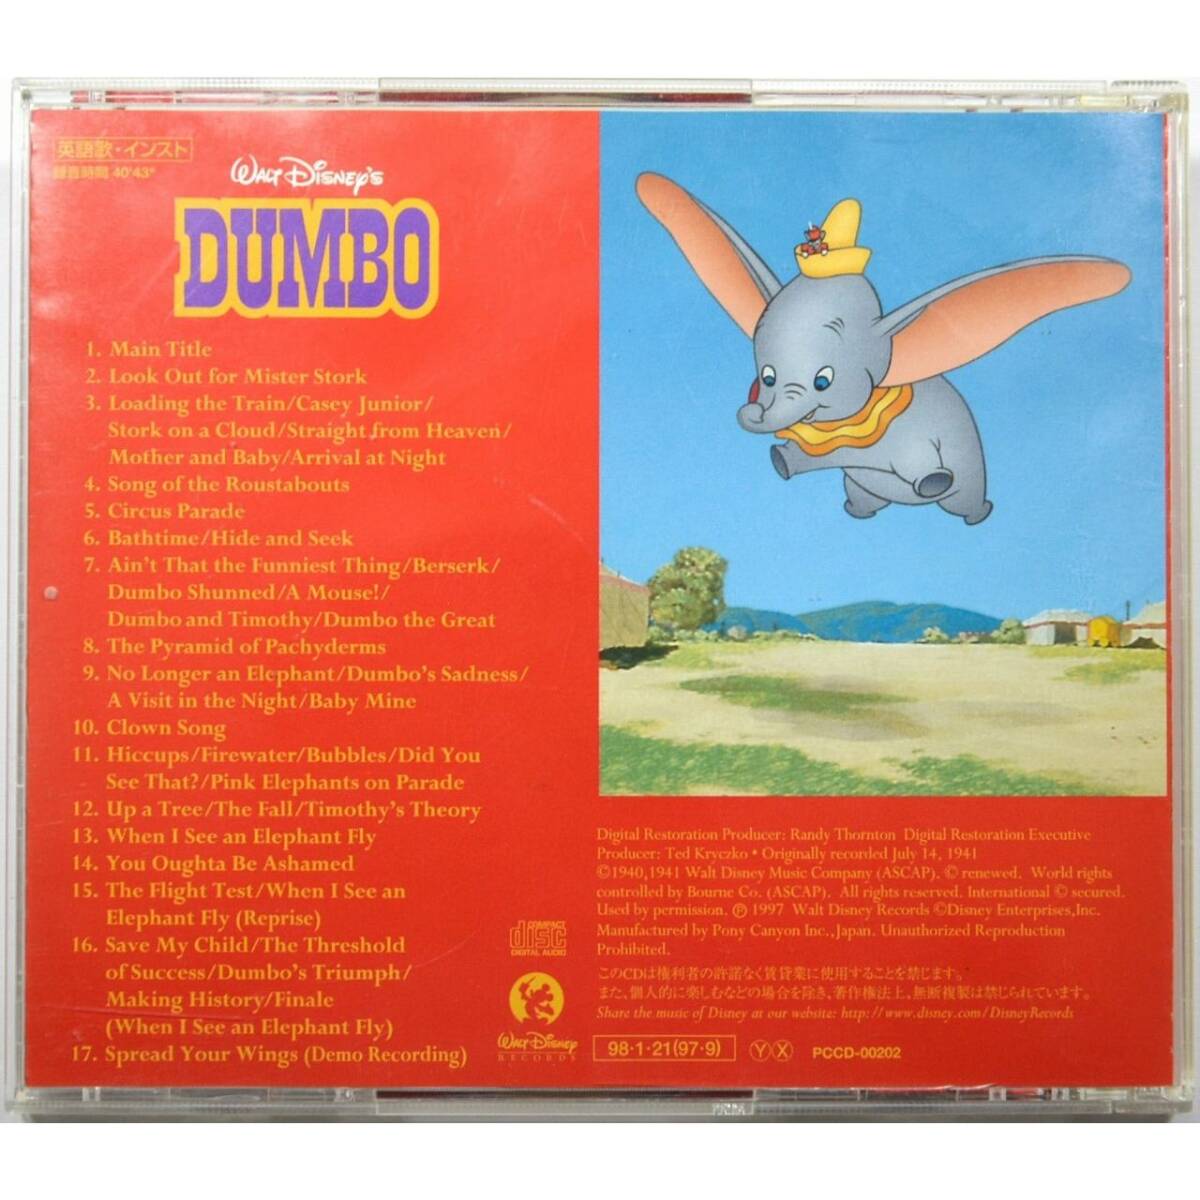 英語歌・インスト
録音時間 40'43"
WALT DISNEY'S
DUMBO
1. Main Title
2. Look Out for Mister Stork
3. Loading the Train/Casey Junior/
Stork on a Cloud/Straight from Heaven/
Mother and Baby/Arrival at Night
4. Song of the Roustabouts
5. Circus Parade
6. Bathtime/Hide and Seek
7. Ain't That the Funniest Thing/Berserk/
Dumbo Shunned/A Mouse!/
Dumbo and Timothy/Dumbo the Great
8. The Pyramid of Pachyderms
9. No Longer an Elephant/Dumbo's Sadness/
A Visit in the Night/Baby Mine
10. Clown Song
11. Hiccups/Firewater/Bubbles/Did You
See That?/Pink Elephants on Parade
12. Up a Tree/The Fall/Timothy's Theory
13. When I See an Elephant Fly
14. You Oughta Be Ashamed
15. The Flight Test/When I See an
Elephant Fly (Reprise)
16. Save My Child/The Threshold
of Success/Dumbo's Triumph/
Making History/Finale
(When I See an Elephant Fly)
17. Spread Your Wings (Demo Recording)
COMPACT
disc
DIGITAL AUDIO
WALT DISNEY
RECORDS
Digital Restoration Producer: Randy Thornton Digital Restoration Executive
Producer: Ted Kryczko • Originally recorded July 14, 1941
©1940,1941 Walt Disney Music Company (ASCAP). © renewed. World rights
controlled by Bourne Co. (ASCAP). All rights reserved. International © secured.
Used by permission. ℗ 1997 Walt Disney Records ©Disney Enterprises,Inc.
Manufactured by Pony Canyon Inc.,Japan. Unauthorized Reproduction
Prohibited.
このCDは権利者の許諾なく賃貸業に使用することを禁じます。
また、個人的に楽しむなどの場合を除き、著作権法上、無断複製は禁じられています。
Share the music of Disney as our website: http://www.disney.com/DisneyRecords
98・1・21(97・9) Ⓨ Ⓧ PCCD-00202